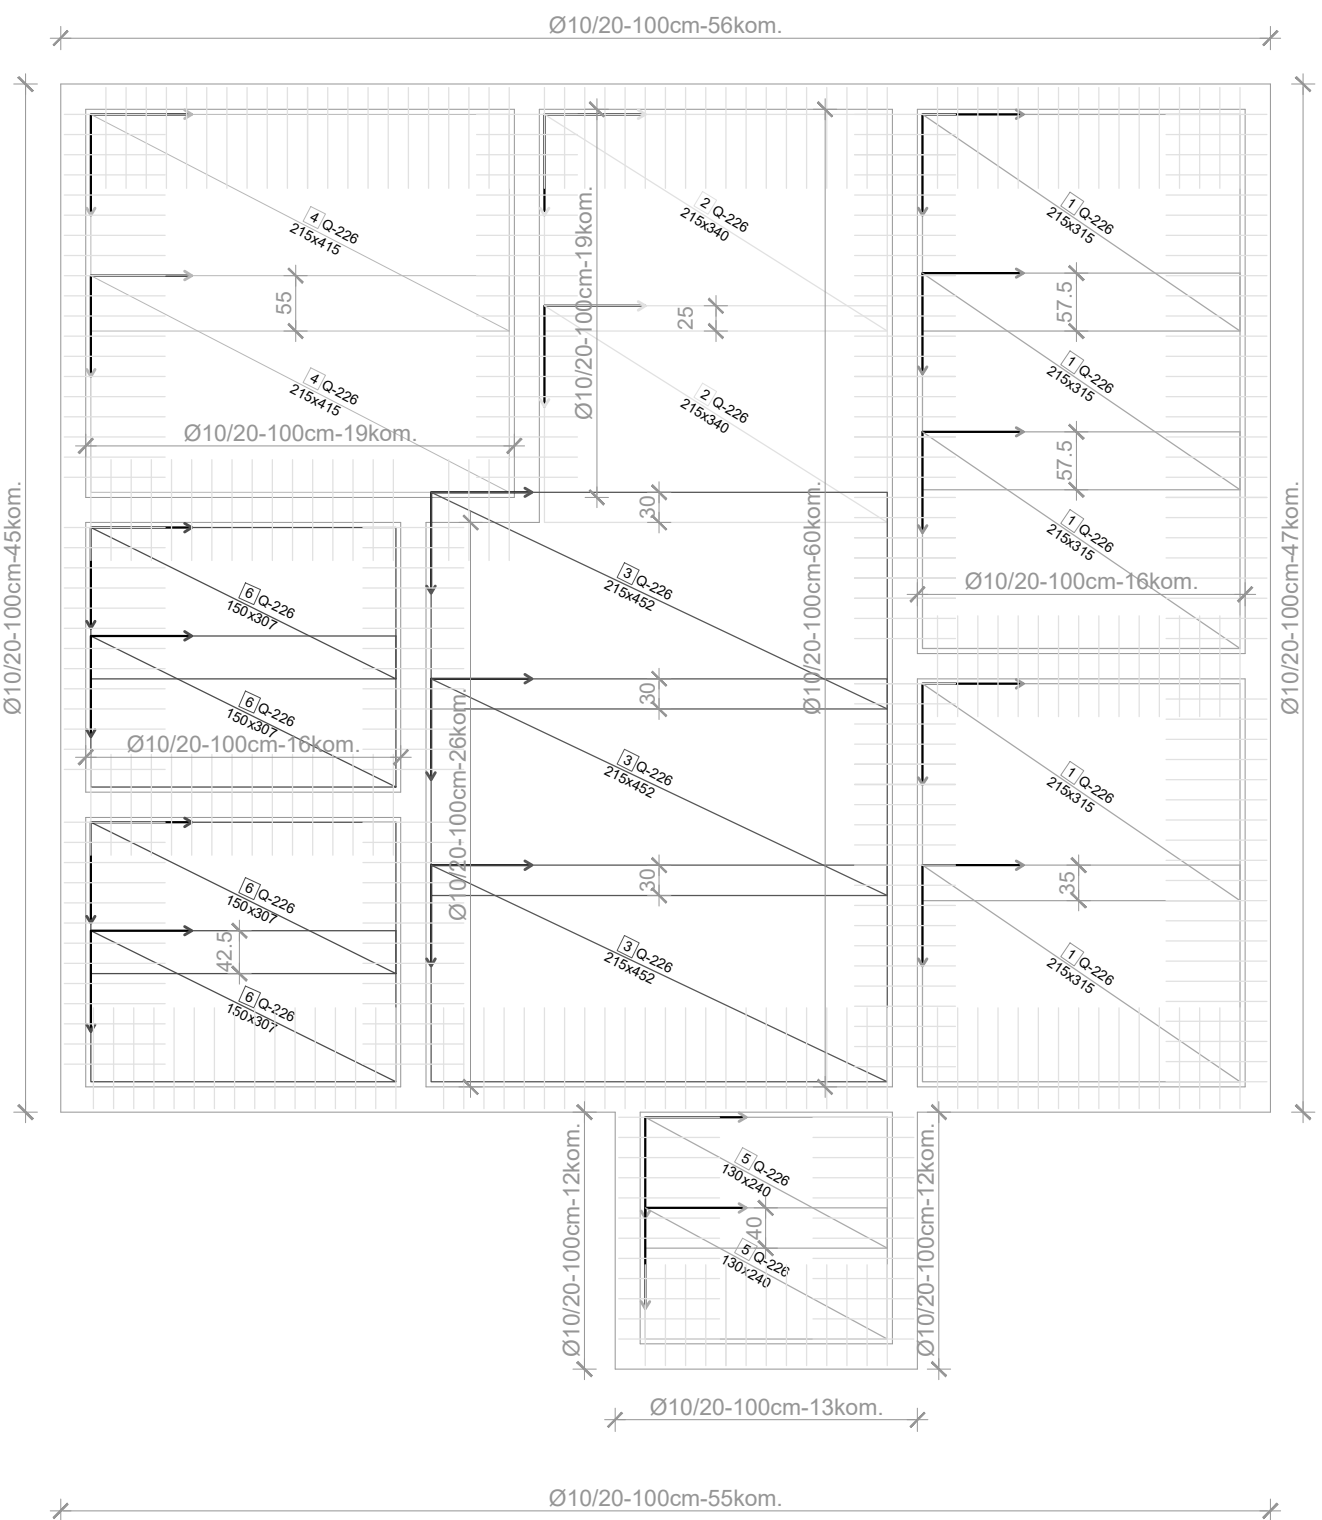 Ø10/20-100cm-56kom.
4 Q-226
215x415
2 Q-226
215x340
1 Q-226
215x315
Ø10/20-100cm-19kom.
55
25
57.5
4 Q-226
215x415
2 Q-226
215x340
1 Q-226
215x315
Ø10/20-100cm-19kom.
57.5
30
1 Q-226
215x315
Ø10/20-100cm-45kom.
Ø10/20-100cm-60kom.
Ø10/20-100cm-47kom.
6 Q-226
150x307
3 Q-226
215x452
Ø10/20-100cm-16kom.
30
6 Q-226
150x307
Ø10/20-100cm-16kom.
Ø10/20-100cm-26kom.
3 Q-226
215x452
1 Q-226
215x315
6 Q-226
150x307
30
35
42.5
3 Q-226
215x452
1 Q-226
215x315
6 Q-226
150x307
Ø10/20-100cm-12kom.
5 Q-226
130x240
40
5 Q-226
130x240
Ø10/20-100cm-12kom.
Ø10/20-100cm-13kom.
Ø10/20-100cm-55kom.